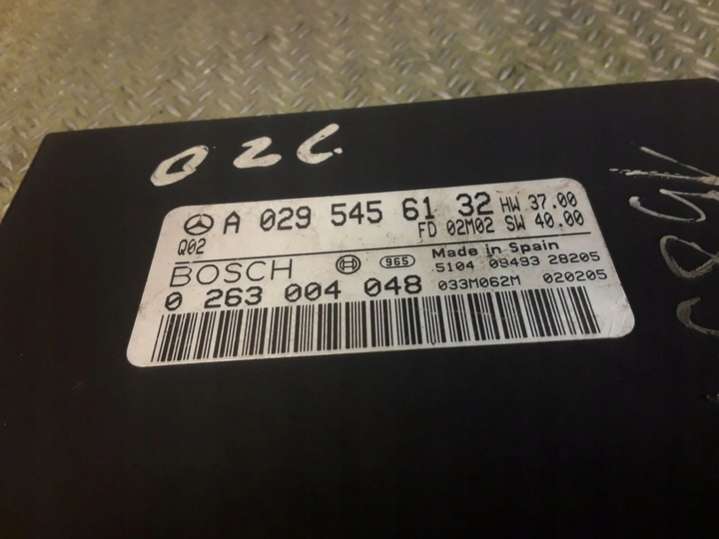 02C
A 029 545 61 32 HW 37.00
Q02 FD 02M02 SW 40.00
BOSCH 965 Made in Spain
5104 09493 28205
0 263 004 048 033M062M 020205